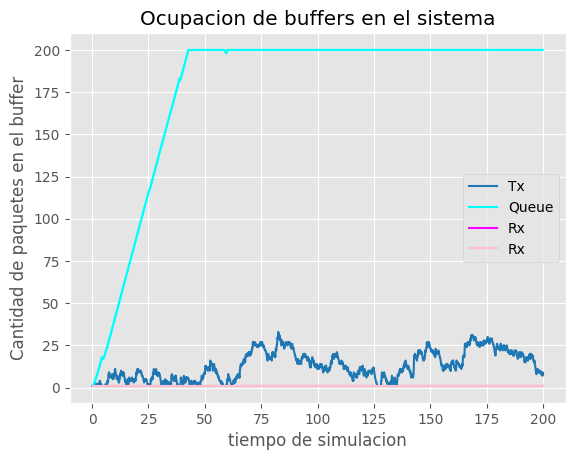 Ocupacion de buffers en el sistema
Cantidad de paquetes en el buffer
200
175
150
125
100
75
50
25
0
Tx
Queue
Rx
Rx
0 25 50 75 100 125 150 175 200
tiempo de simulacion